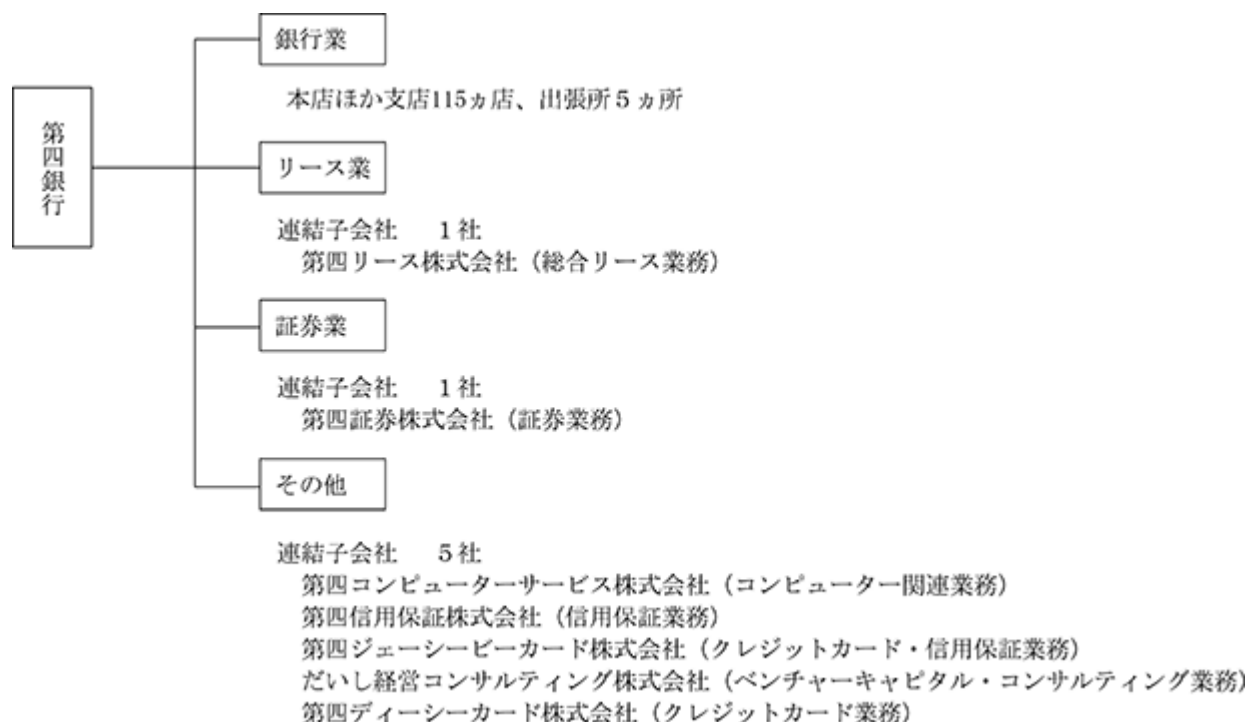 第四銀行
銀行業
本店ほか支店115ヵ店、出張所５ヵ所
リース業
連結子会社　１社
第四リース株式会社（総合リース業務）
証券業
連結子会社　１社
第四証券株式会社（証券業務）
その他
連結子会社　５社
第四コンピューターサービス株式会社（コンピューター関連業務）
第四信用保証株式会社（信用保証業務）
第四ジェーシービーカード株式会社（クレジットカード・信用保証業務）
だいし経営コンサルティング株式会社（ベンチャーキャピタル・コンサルティング業務）
第四ディーシーカード株式会社（クレジットカード業務）